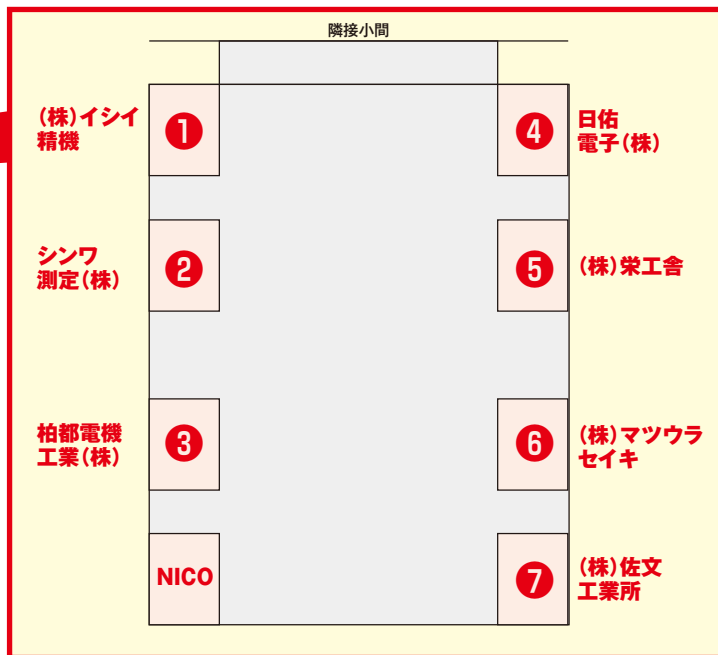 隣接小間
(株)イシイ
精機
❶
❹
日佑
電子(株)
シンワ
測定(株)
❷
❺
(株)栄工舎
柏都電機
工業(株)
❸
❻
(株)マツウラ
セイキ
NICO
❼
(株)佐文
工業所